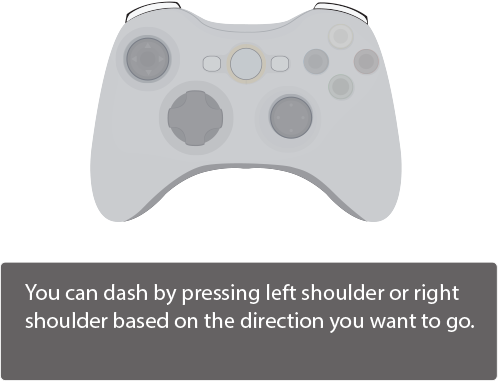 You can dash by pressing left shoulder or right
shoulder based on the direction you want to go.